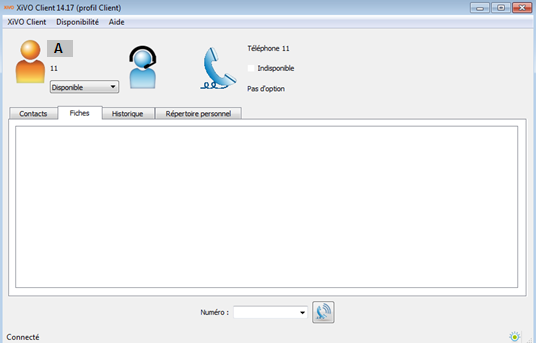 XiVO Client 14.17 (profil Client)
XiVO Client Disponibilité Aide
A
11
Disponible
Téléphone 11
Indisponible
Pas d'option
Contacts Fiches Historique Répertoire personnel
Numéro :
Connecté